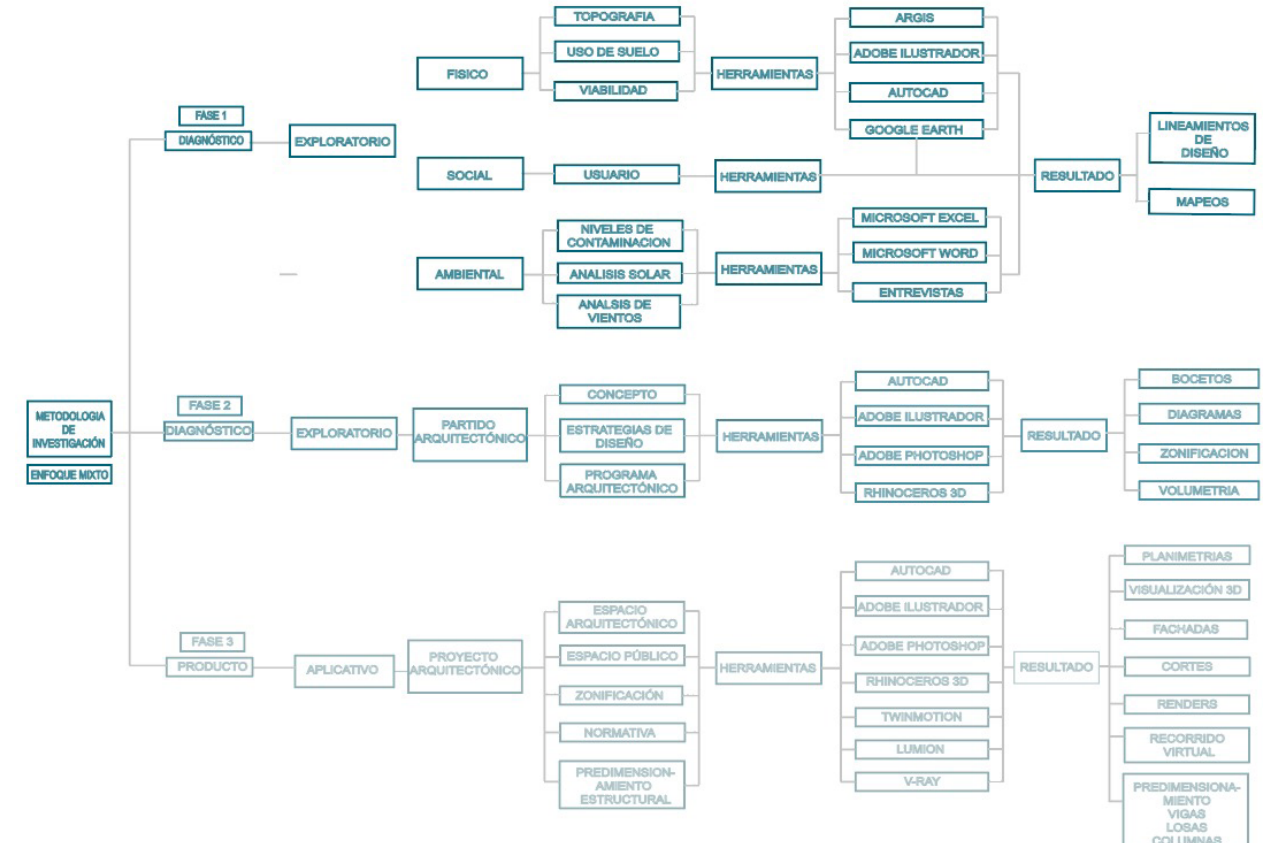 METODOLOGIA
DE
INVESTIGACIÓN
ENFOQUE MIXTO
FASE 1
DIAGNÓSTICO
EXPLORATORIO
FISICO
TOPOGRAFIA
USO DE SUELO
VIABILIDAD
HERRAMIENTAS
ARGIS
ADOBE ILUSTRADOR
AUTOCAD
GOOGLE EARTH
SOCIAL
USUARIO
HERRAMIENTAS
AMBIENTAL
NIVELES DE
CONTAMINACION
ANALISIS SOLAR
ANALSIS DE
VIENTOS
HERRAMIENTAS
MICROSOFT EXCEL
MICROSOFT WORD
ENTREVISTAS
RESULTADO
LINEAMIENTOS
DE
DISEÑO
MAPEOS
FASE 2
DIAGNÓSTICO
EXPLORATORIO
PARTIDO
ARQUITECTÓNICO
CONCEPTO
ESTRATEGIAS DE
DISEÑO
PROGRAMA
ARQUITECTÓNICO
HERRAMIENTAS
AUTOCAD
ADOBE ILUSTRADOR
ADOBE PHOTOSHOP
RHINOCEROS 3D
RESULTADO
BOCETOS
DIAGRAMAS
ZONIFICACION
VOLUMETRIA
FASE 3
PRODUCTO
APLICATIVO
PROYECTO
ARQUITECTÓNICO
ESPACIO
ARQUITECTÓNICO
ESPACIO PÚBLICO
ZONIFICACIÓN
NORMATIVA
PREDIMENSION-
AMIENTO
ESTRUCTURAL
HERRAMIENTAS
AUTOCAD
ADOBE ILUSTRADOR
ADOBE PHOTOSHOP
RHINOCEROS 3D
TWINMOTION
LUMION
V-RAY
RESULTADO
PLANIMETRIAS
VISUALIZACIÓN 3D
FACHADAS
CORTES
RENDERS
RECORRIDO
VIRTUAL
PREDIMENSIONA-
MIENTO
VIGAS
LOSAS
COLUMNAS